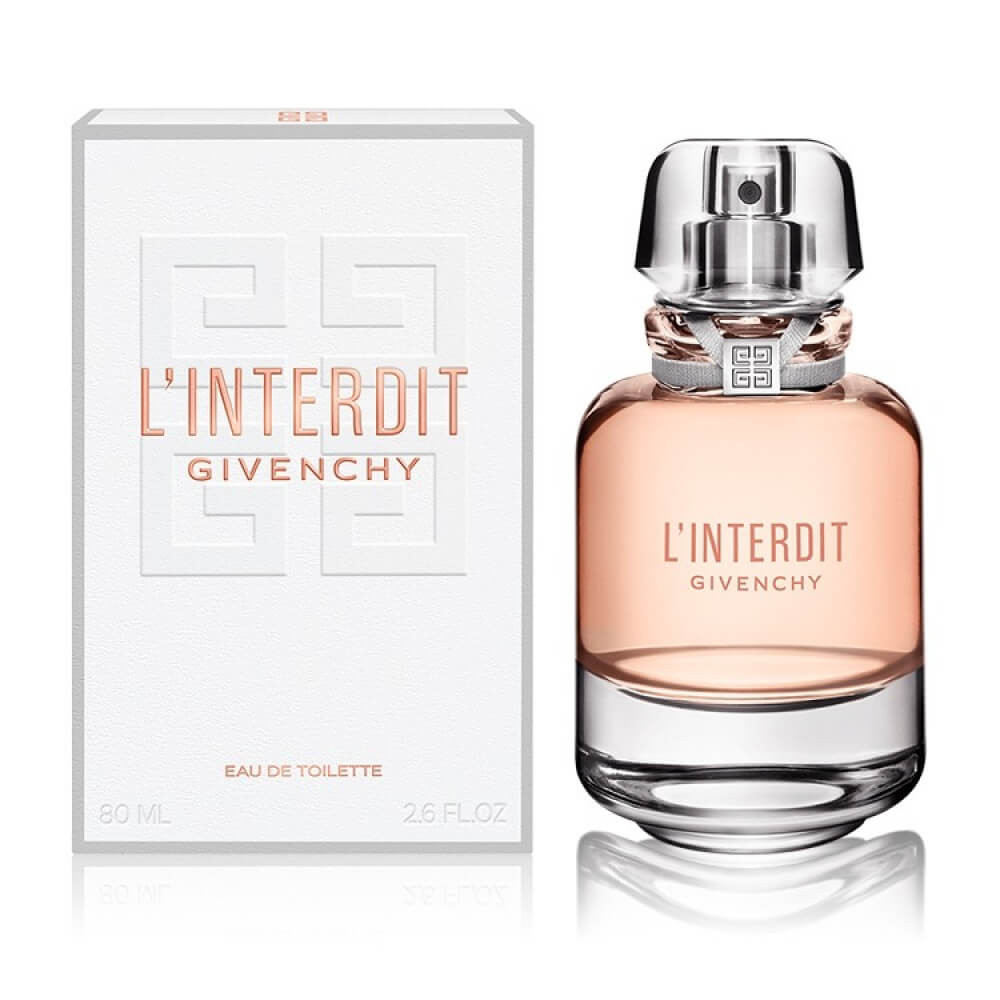 L'INTERDIT
GIVENCHY
EAU DE TOILETTE
80 ML 2.6 FL.OZ
L'INTERDIT
GIVENCHY